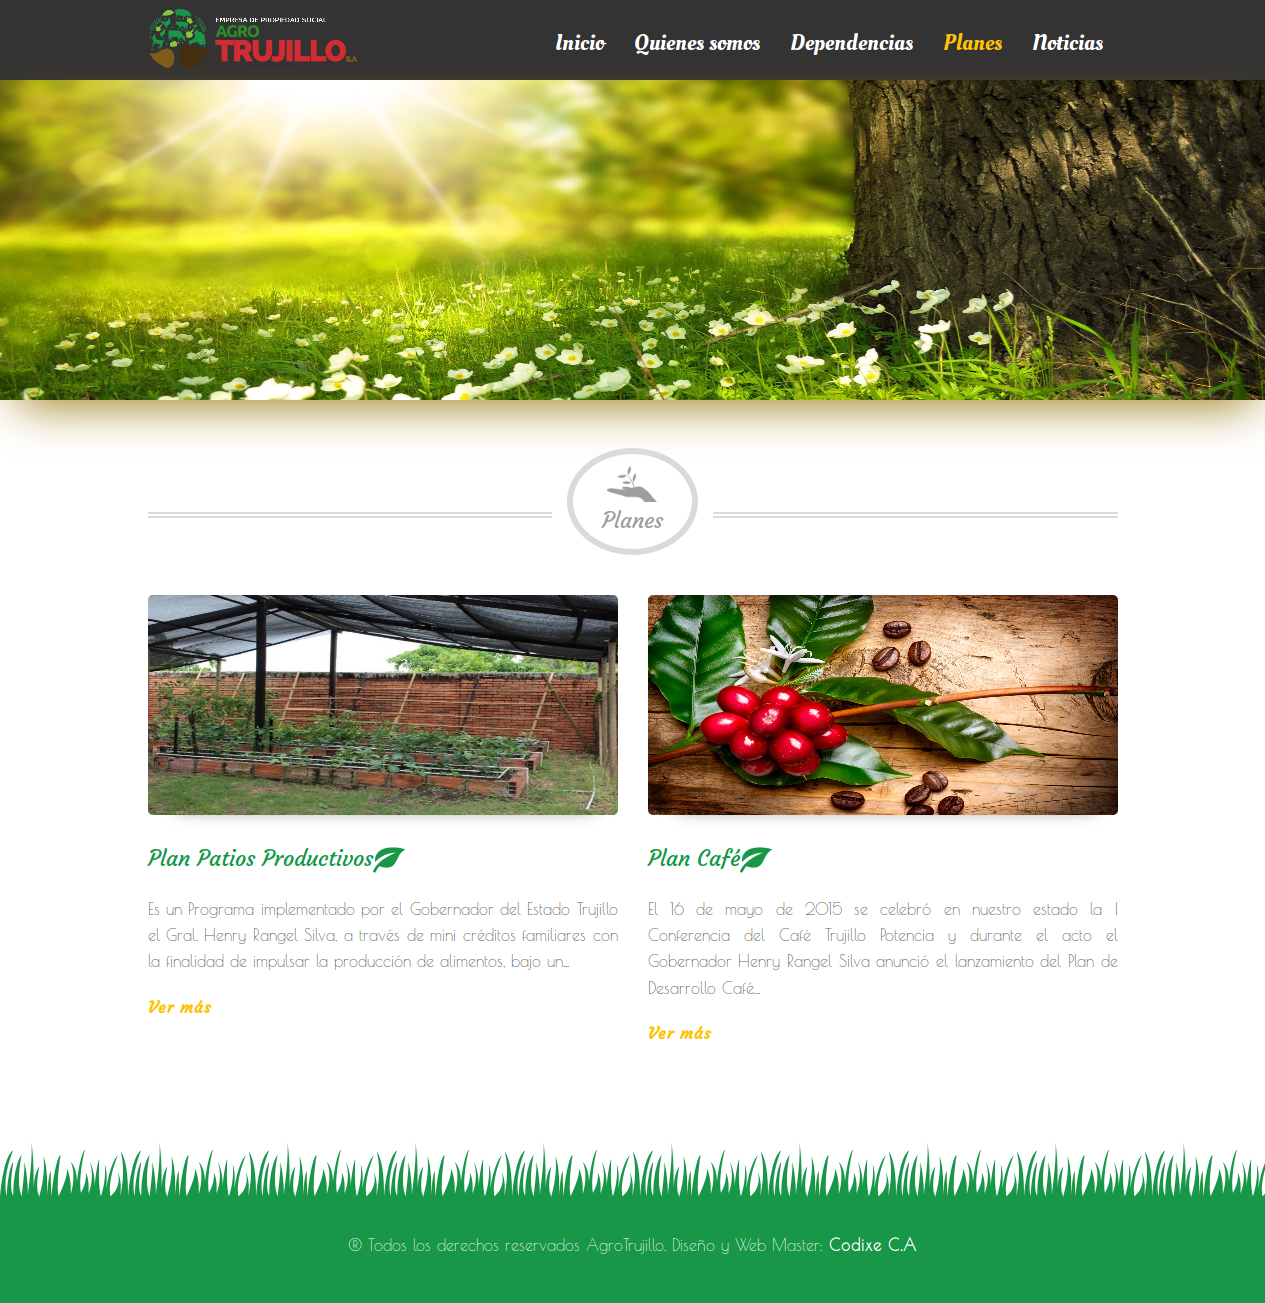 EMPRESA DE PROPIEDAD SOCIAL
AGRO
TRUJILLO S.A
Inicio Quienes somos Dependencias Planes Noticias
Planes
Plan Patios Productivos
Es un Programa implementado por el Gobernador del Estado Trujillo
el Gral. Henry Rangel Silva, a través de mini créditos familiares con
la finalidad de impulsar la producción de alimentos, bajo un...
Ver más
Plan Café
El 16 de mayo de 2015 se celebró en nuestro estado la I
Conferencia del Café Trujillo Potencia y durante el acto el
Gobernador Henry Rangel Silva anunció el lanzamiento del Plan de
Desarrollo Café...
Ver más
® Todos los derechos reservados AgroTrujillo. Diseño y Web Master: Codixe C.A